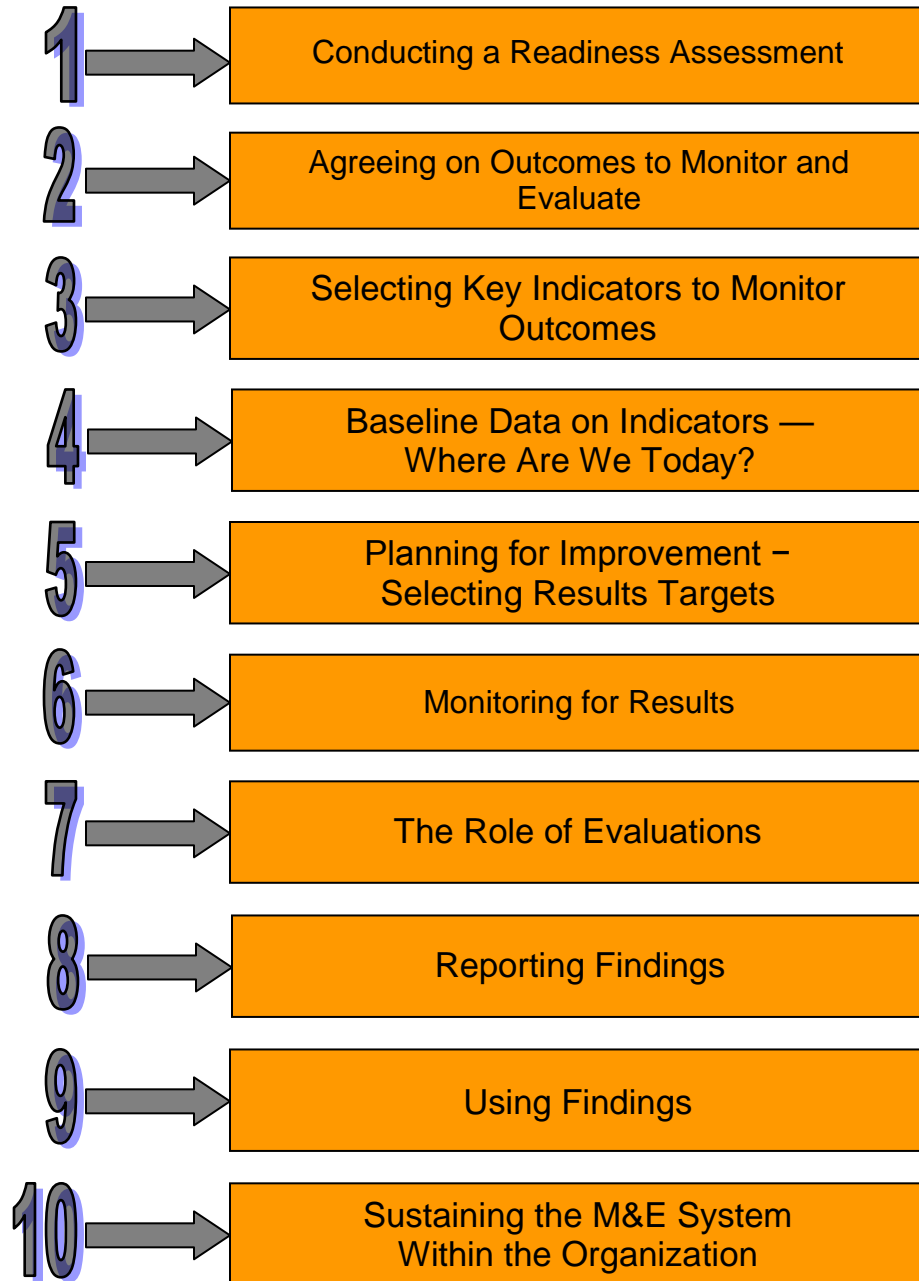 1
Conducting a Readiness Assessment
2
Agreeing on Outcomes to Monitor and
Evaluate
3
Selecting Key Indicators to Monitor
Outcomes
4
Baseline Data on Indicators —
Where Are We Today?
5
Planning for Improvement −
Selecting Results Targets
6
Monitoring for Results
7
The Role of Evaluations
8
Reporting Findings
9
Using Findings
10
Sustaining the M&E System
Within the Organization